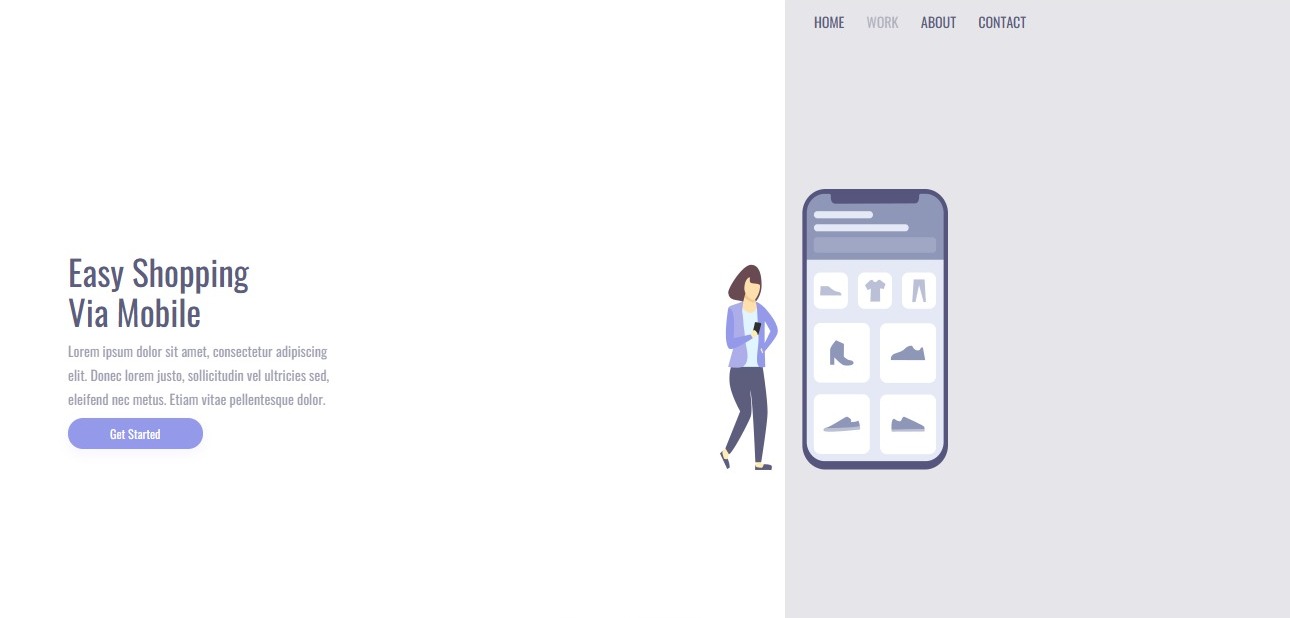 HOME WORK ABOUT CONTACT
Easy Shopping
Via Mobile
Lorem ipsum dolor sit amet, consectetur adipiscing
elit. Donec lorem justo, sollicitudin vel ultricies sed,
eleifend nec metus. Etiam vitae pellentesque dolor.
Get Started